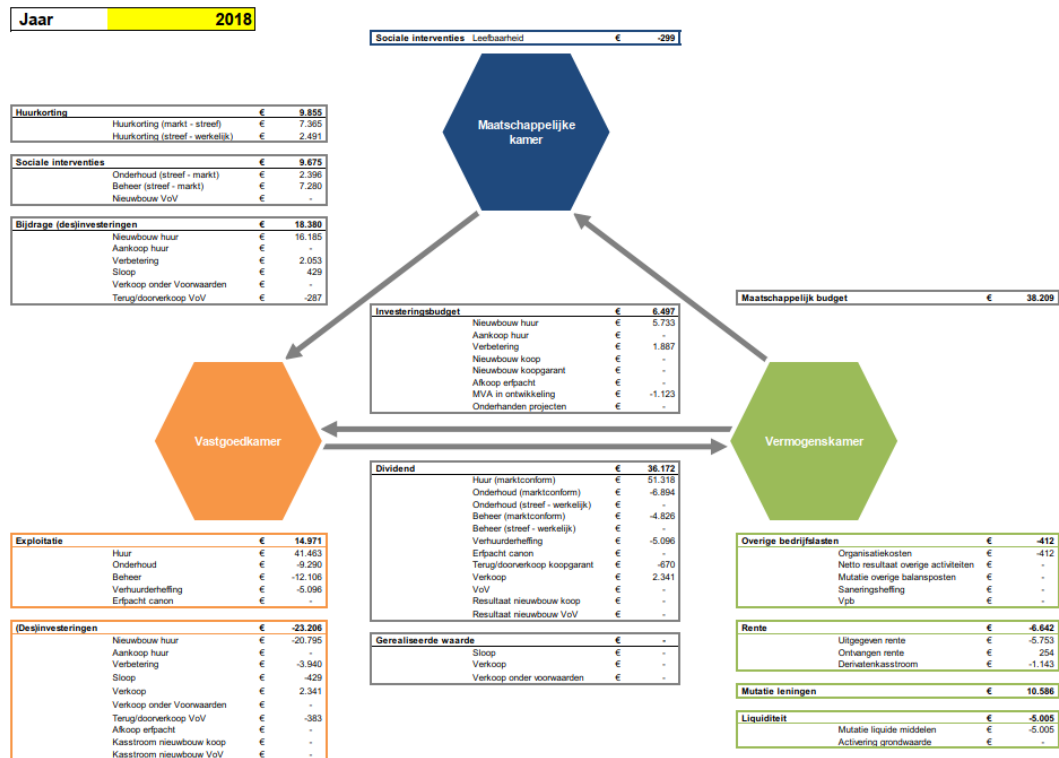 Jaar 2018
Sociale interventies Leefbaarheid € -299
Maatschappelijke
kamer
Huurkorting € 9.855
Huurkorting (markt - streef) € 7.365
Huurkorting (streef - werkelijk) € 2.491
Sociale interventies € 9.675
Onderhoud (streef - markt) € 2.396
Beheer (streef - markt) € 7.280
Nieuwbouw VoV € -
Bijdrage (des)investeringen € 18.380
Nieuwbouw huur € 16.185
Aankoop huur € -
Verbetering € 2.053
Sloop € 429
Verkoop onder Voorwaarden € -
Terug/doorverkoop VoV € -287
Maatschappelijk budget € 38.209
Investeringsbudget € 6.497
Nieuwbouw huur € 5.733
Aankoop huur € -
Verbetering € 1.887
Nieuwbouw koop € -
Nieuwbouw koopgarant € -
Afkoop erfpacht € -
MVA in ontwikkeling € -1.123
Onderhanden projecten € -
Vastgoedkamer
Vermogenskamer
Dividend € 36.172
Huur (marktconform) € 51.318
Onderhoud (marktconform) € -6.894
Onderhoud (streef - werkelijk) € -
Beheer (marktconform) € -4.826
Beheer (streef - werkelijk) € -
Verhuurderheffing € -5.096
Erfpacht canon € -
Terug/doorverkoop koopgarant € -670
Verkoop € 2.341
VoV € -
Resultaat nieuwbouw koop € -
Resultaat nieuwbouw VoV € -
Gerealiseerde waarde € -
Sloop € -
Verkoop € -
Verkoop onder voorwaarden € -
Exploitatie € 14.971
Huur € 41.463
Onderhoud € -9.290
Beheer € -12.106
Verhuurderheffing € -5.096
Erfpacht canon € -
(Des)investeringen € -23.206
Nieuwbouw huur € -20.795
Aankoop huur € -
Verbetering € -3.940
Sloop € -429
Verkoop € 2.341
Verkoop onder Voorwaarden € -
Terug/doorverkoop VoV € -383
Afkoop erfpacht € -
Kasstroom nieuwbouw koop € -
Kasstroom nieuwbouw VoV € -
Overige bedrijfslasten € -412
Organisatiekosten € -412
Netto resultaat overige activiteiten € -
Mutatie overige balansposten € -
Saneringsheffing € -
Vpb € -
Rente € -6.642
Uitgegeven rente € -5.753
Ontvangen rente € 254
Derivatenkasstroom € -1.143
Mutatie leningen € 10.586
Liquiditeit € -5.005
Mutatie liquide middelen € -5.005
Activering grondwaarde € -